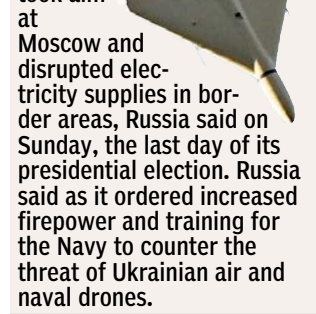 at
Moscow and
disrupted elec-
tricity supplies in bor-
der areas, Russia said on
Sunday, the last day of its
presidential election. Russia
said as it ordered increased
firepower and training for
the Navy to counter the
threat of Ukrainian air and
naval drones.